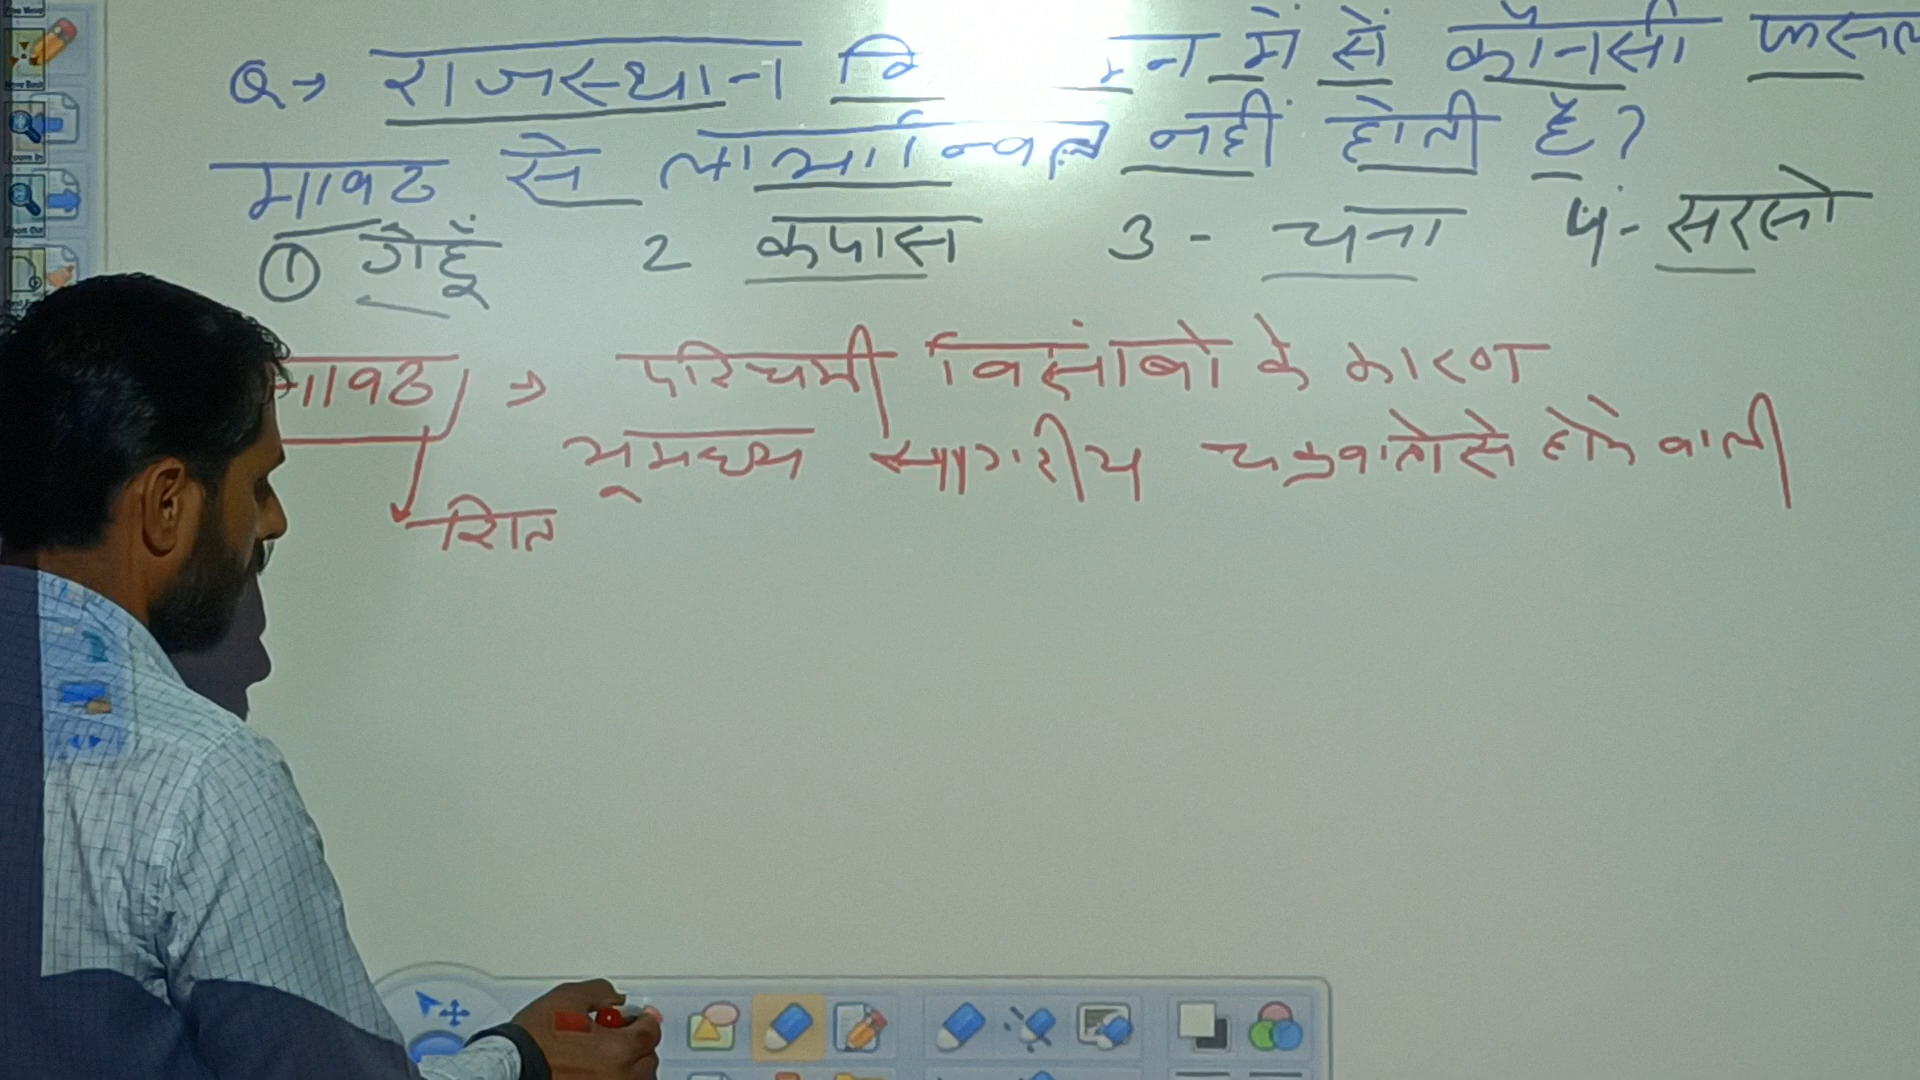 Q→ राजस्थान में से कौनसी फसल
मावठ से लाभान्वित नहीं होती है?
① गेहूँ 2 कपास 3 - चना 4 - सरसो
मावठ ⇒ पश्चिमी विक्षोंबो के कारण
भूमध्य सागरीय चक्रवातो से होने वाली